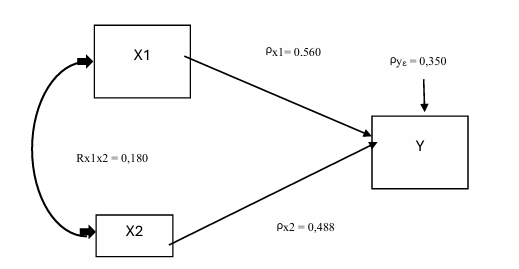 X1
ρx1= 0.560
ρyε = 0,350
Y
Rx1x2 = 0,180
X2
ρx2 = 0,488